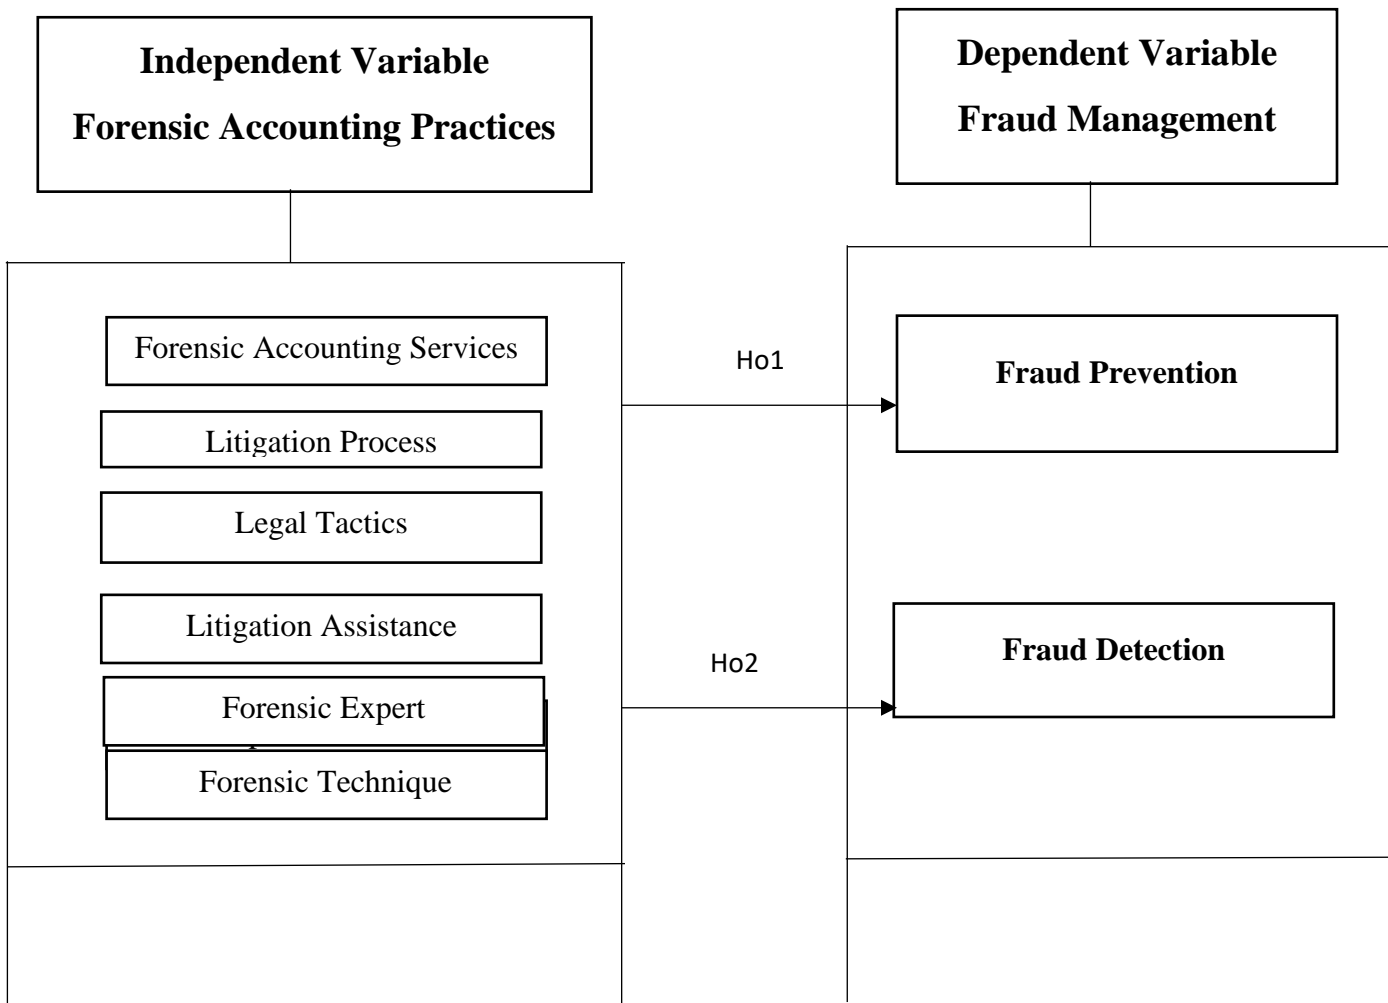 Independent Variable
Forensic Accounting Practices
Dependent Variable
Fraud Management
Forensic Accounting Services
Litigation Process
Legal Tactics
Litigation Assistance
Forensic Expert
Forensic Technique
Ho1
Ho2
Fraud Prevention
Fraud Detection